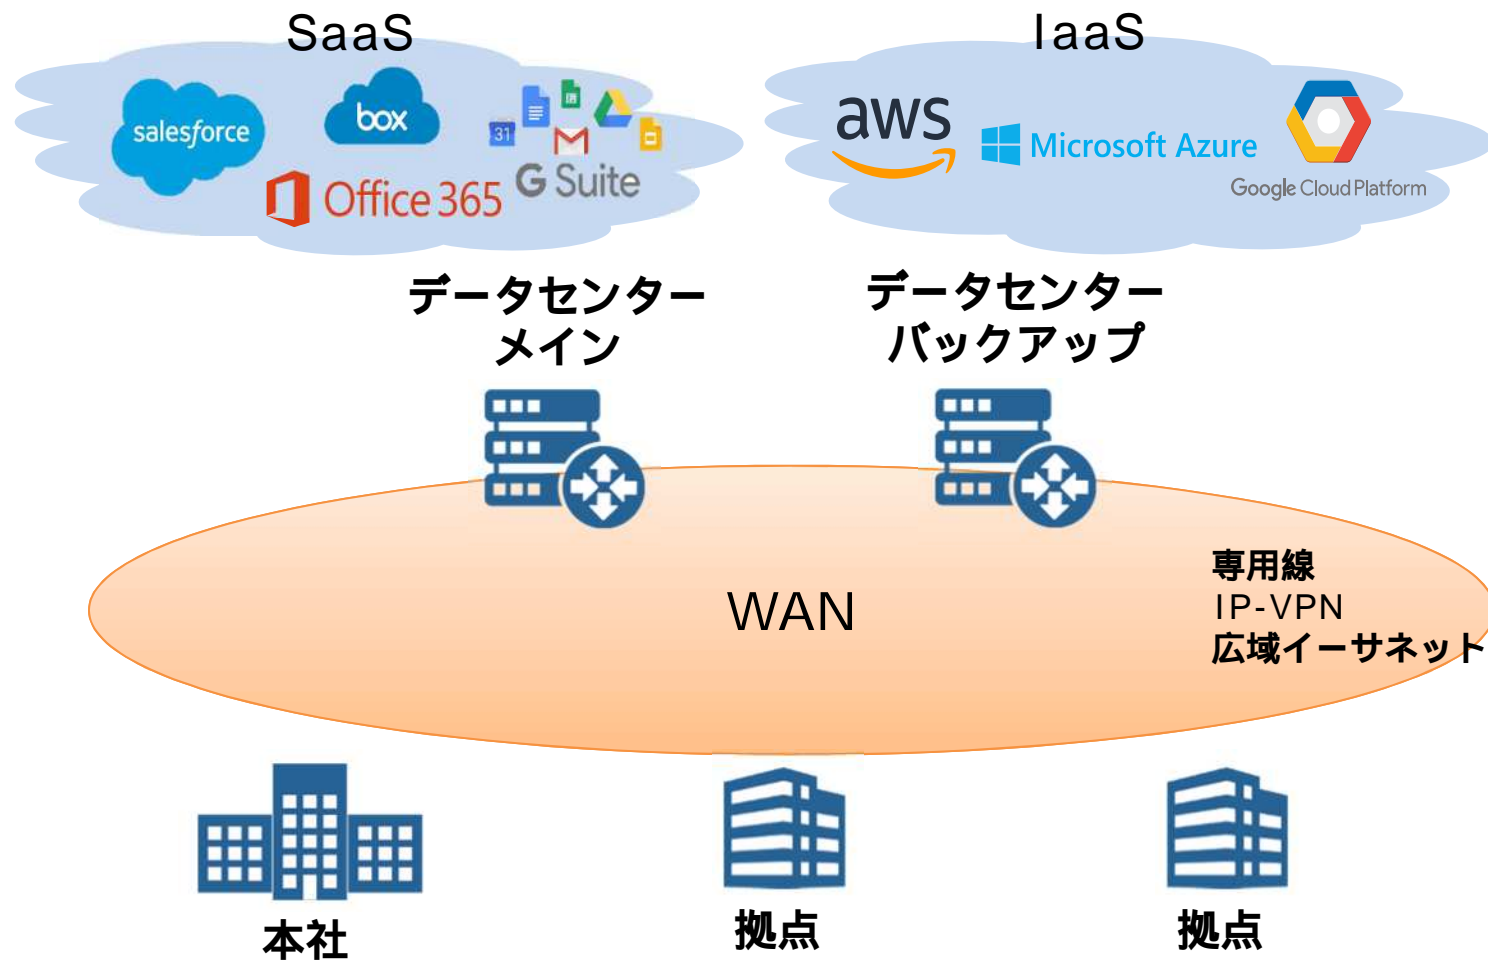 SaaS
IaaS
salesforce
box
31
Office 365
G Suite
aws
Microsoft Azure
Google Cloud Platform
データセンター
メイン
データセンター
バックアップ
WAN
専用線
IP-VPN
広域イーサネット
本社
拠点
拠点